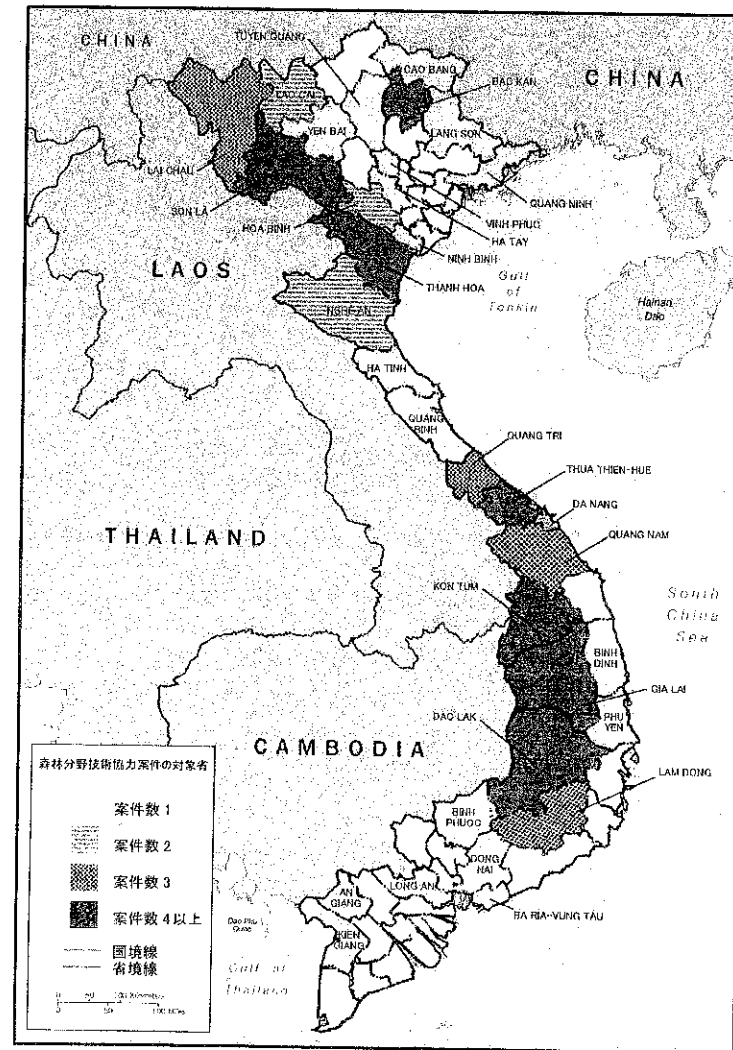 CHINA
TUYEN QUANG
CAO BANG
BAC KAN
CHINA
LAO CAI
YEN BAI
LANG SON
LAI CHAU
SON LA
QUANG NINH
VINH PHUC
HOA BINH
HA TAY
NINH BINH
LAOS
THANH HOA
Gulf
of
Tonkin
Hainan
Dao
NGHE AN
HA TINH
QUANG
BINH
QUANG TRI
THUA THIEN-HUE
DA NANG
THAILAND
QUANG NAM
KON TUM
South
China
Sea
BINH
DINH
GIA LAI
DAC LAK
PHU
YEN
CAMBODIA
LAM DONG
BINH
PHUOC
DONG
NAI
LONG AN
AN
GIANG
BA RIA-VUNG TAU
KIEN
GIANG
Gulf of
Thailand
森林分野技術協力案件の対象省
案件数 1
案件数 2
案件数 3
案件数 4以上
国境線
省境線
0 50
0 50